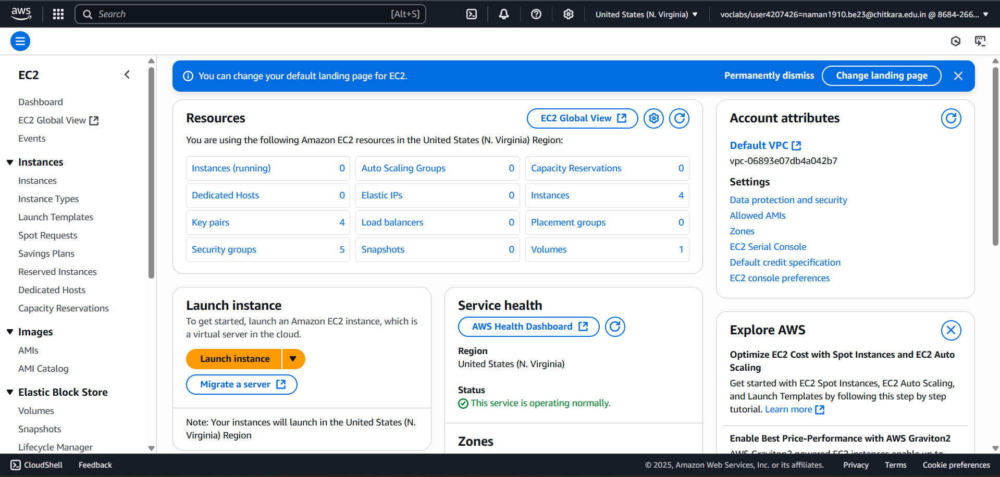 aws
Search [Alt+S]
United States (N. Virginia)
voclabs/user4207426=naman1910.be23@chitkara.edu.in @ 8684-266...
EC2
Dashboard
EC2 Global View
Events
Instances
Instances
Instance Types
Launch Templates
Spot Requests
Savings Plans
Reserved Instances
Dedicated Hosts
Capacity Reservations
Images
AMIs
AMI Catalog
Elastic Block Store
Volumes
Snapshots
Lifecycle Manager
You can change your default landing page for EC2.
Permanently dismiss
Change landing page
Resources
EC2 Global View
You are using the following Amazon EC2 resources in the United States (N. Virginia) Region:
Instances (running) 0
Auto Scaling Groups 0
Capacity Reservations 0
Dedicated Hosts 0
Elastic IPs 0
Instances 4
Key pairs 4
Load balancers 0
Placement groups 0
Security groups 5
Snapshots 0
Volumes 1
Launch instance
To get started, launch an Amazon EC2 instance, which is
a virtual server in the cloud.
Launch instance
Migrate a server
Note: Your instances will launch in the United States (N.
Virginia) Region
Service health
AWS Health Dashboard
Region
United States (N. Virginia)
Status
This service is operating normally.
Zones
Account attributes
Default VPC
vpc-06893e07db4a042b7
Settings
Data protection and security
Allowed AMIs
Zones
EC2 Serial Console
Default credit specification
EC2 console preferences
Explore AWS
Optimize EC2 Cost with Spot Instances and EC2 Auto
Scaling
Get started with EC2 Spot Instances, EC2 Auto Scaling,
and Launch Templates by following this step by step
tutorial. Learn more
Enable Best Price-Performance with AWS Graviton2
AWS Graviton2 powered EC2 instances enable up to
CloudShell
Feedback
© 2025, Amazon Web Services, Inc. or its affiliates.
Privacy
Terms
Cookie preferences